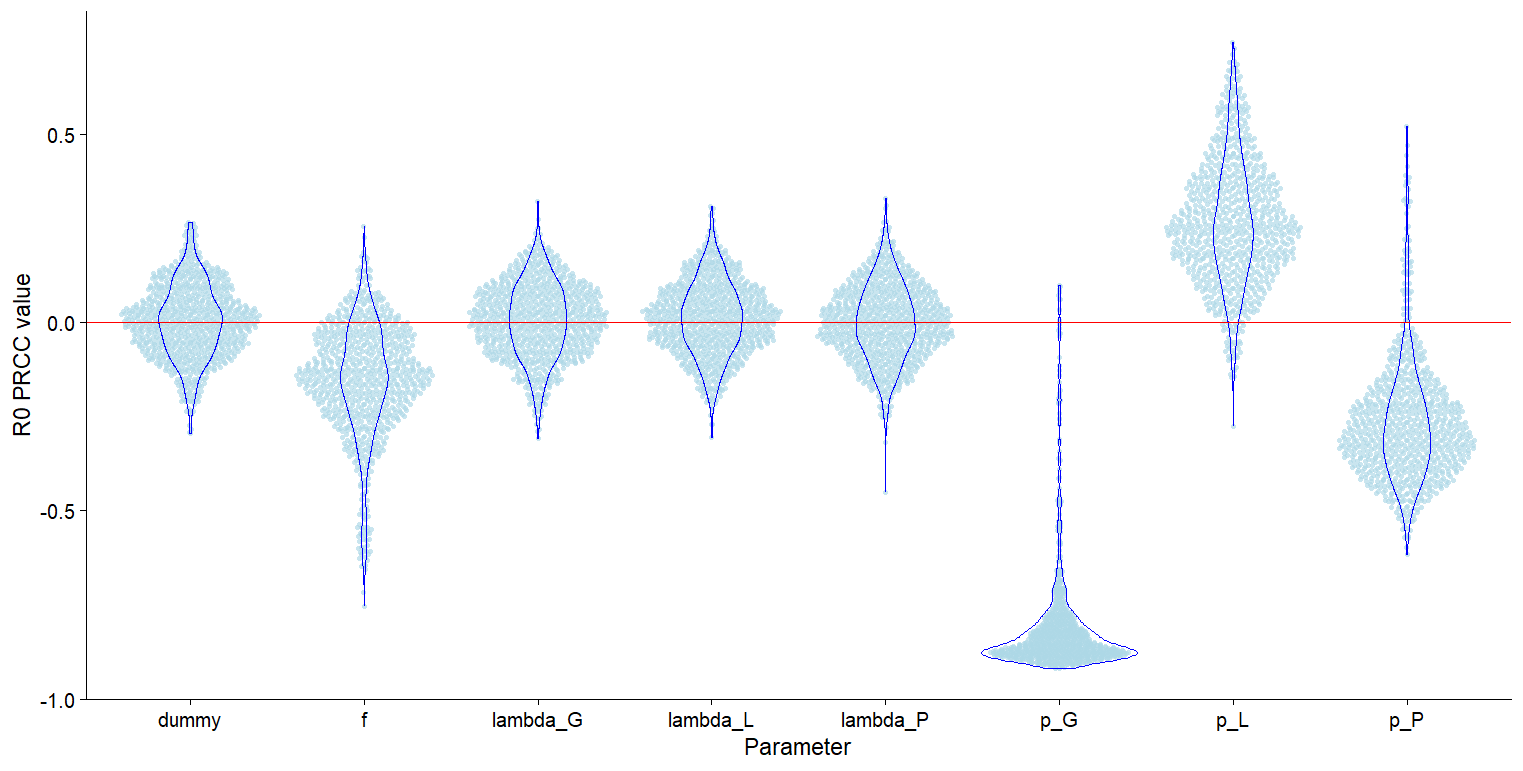 R0 PRCC value
0.5
0.0
-0.5
-1.0
dummy f lambda_G lambda_L lambda_P p_G p_L p_P
Parameter